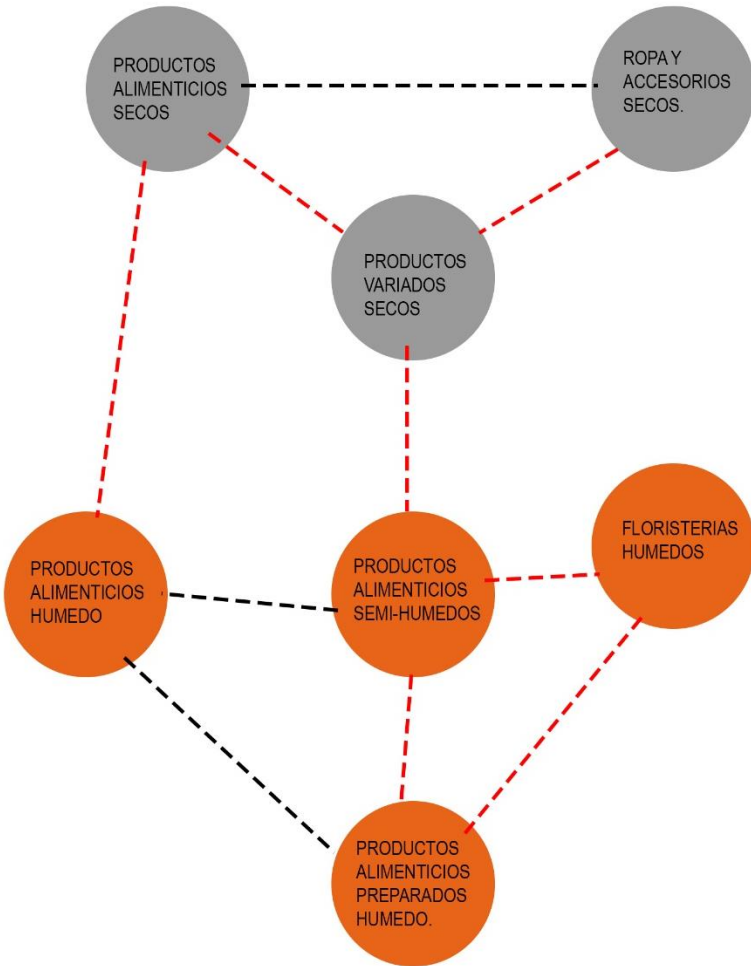 PRODUCTOS
ALIMENTICIOS
SECOS
ROPA Y
ACCESORIOS
SECOS.
PRODUCTOS
VARIADOS
SECOS
PRODUCTOS
ALIMENTICIOS
HUMEDO
PRODUCTOS
ALIMENTICIOS
SEMI-HUMEDOS
FLORISTERIAS
HUMEDOS
PRODUCTOS
ALIMENTICIOS
PREPARADOS
HUMEDO.